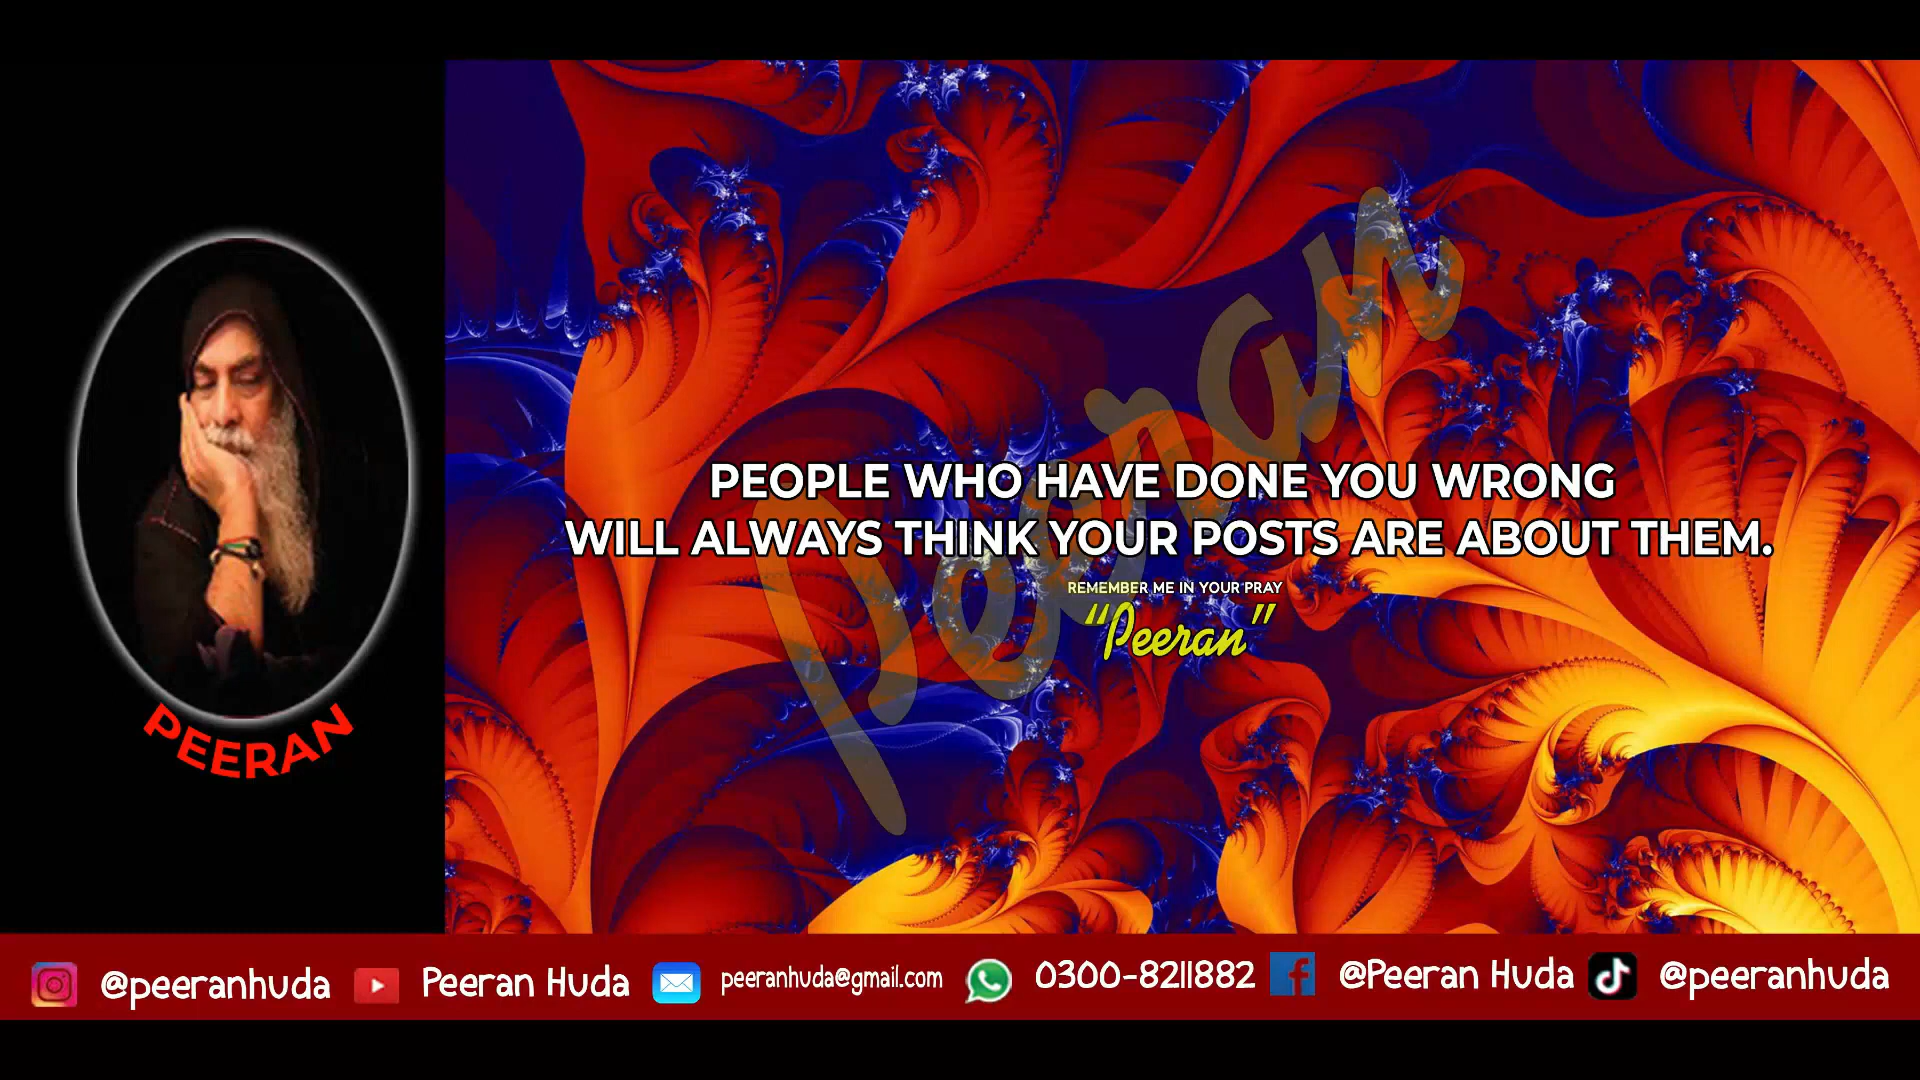 PEERAN
Peeran
PEOPLE WHO HAVE DONE YOU WRONG
WILL ALWAYS THINK YOUR POSTS ARE ABOUT THEM.
REMEMBER ME IN YOUR PRAY
"Peeran"
@peeranhuda Peeran Huda peeranhuda@gmail.com 0300-8211882 @Peeran Huda @peeranhuda